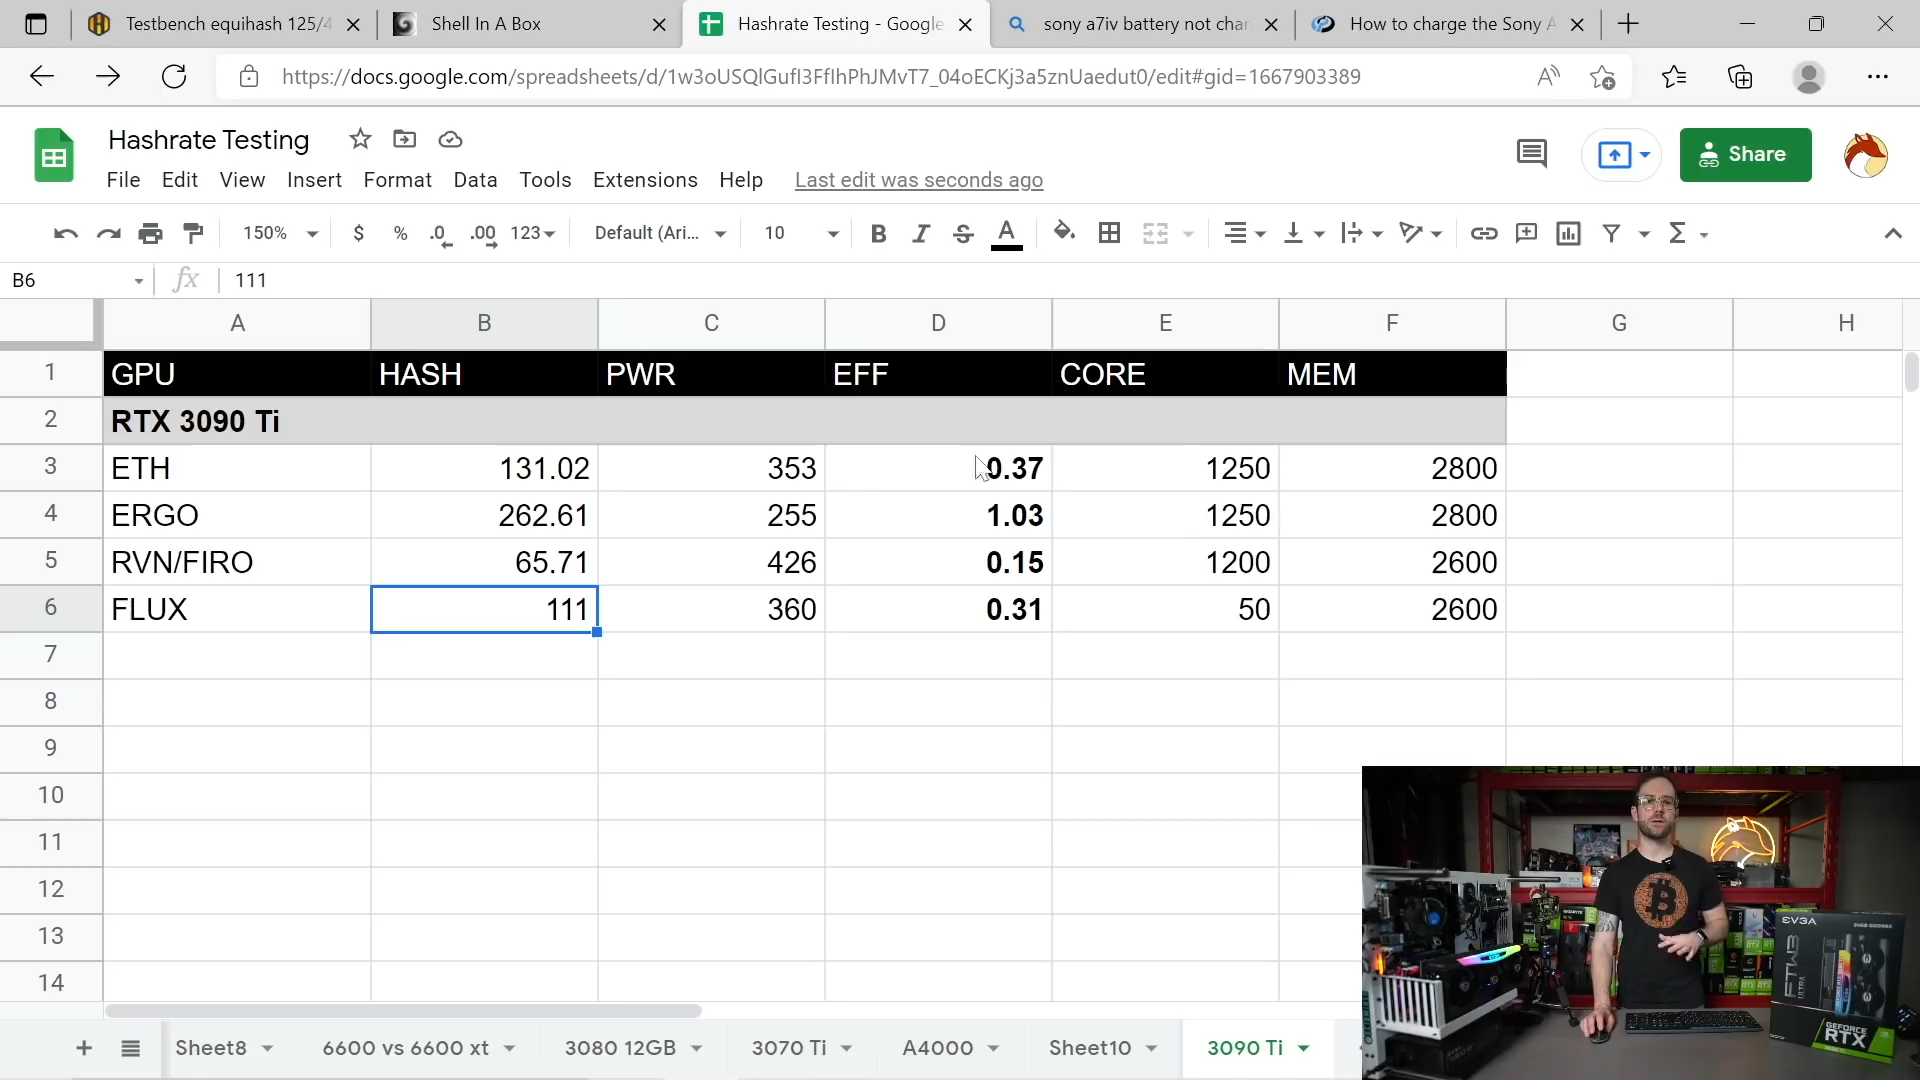 Testbench equihash 125/4
Shell In A Box
Hashrate Testing - Google
sony a7iv battery not char
How to charge the Sony A
https://docs.google.com/spreadsheets/d/1w3oUSQlGufI3FfIhPhJMvT7_04oECKj3a5znUaedut0/edit#gid=1667903389
Hashrate Testing
Share
File Edit View Insert Format Data Tools Extensions Help Last edit was seconds ago
150% $ % .0 .00 123 Default (Ari... 10 B I S A
B6 fx 111
A B C D E F G H
1 GPU HASH PWR EFF CORE MEM
2 RTX 3090 Ti
3 ETH 131.02 353 0.37 1250 2800
4 ERGO 262.61 255 1.03 1250 2800
5 RVN/FIRO 65.71 426 0.15 1200 2600
6 FLUX 111 360 0.31 50 2600
7
8
9
10
11
12
13
14
EVGA
FTW3
ULTRA
GEFORCE
RTX
Sheet8 6600 vs 6600 xt 3080 12GB 3070 Ti A4000 Sheet10 3090 Ti